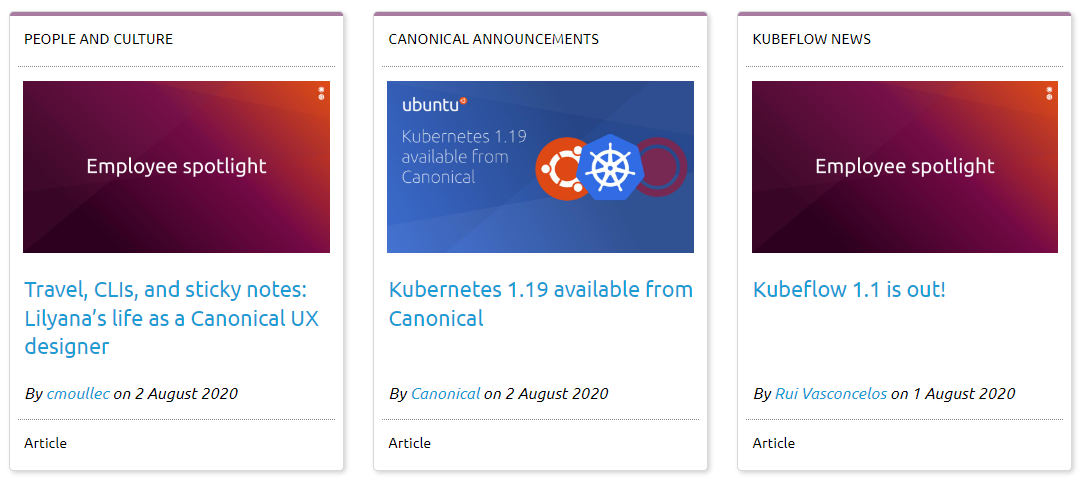 PEOPLE AND CULTURE
Employee spotlight
Travel, CLIs, and sticky notes:
Lilyana’s life as a Canonical UX
designer
By cmoullec on 2 August 2020
Article
CANONICAL ANNOUNCEMENTS
ubuntu
Kubernetes 1.19
available from
Canonical
Kubernetes 1.19 available from
Canonical
By Canonical on 2 August 2020
Article
KUBEFLOW NEWS
Employee spotlight
Kubeflow 1.1 is out!
By Rui Vasconcelos on 1 August 2020
Article